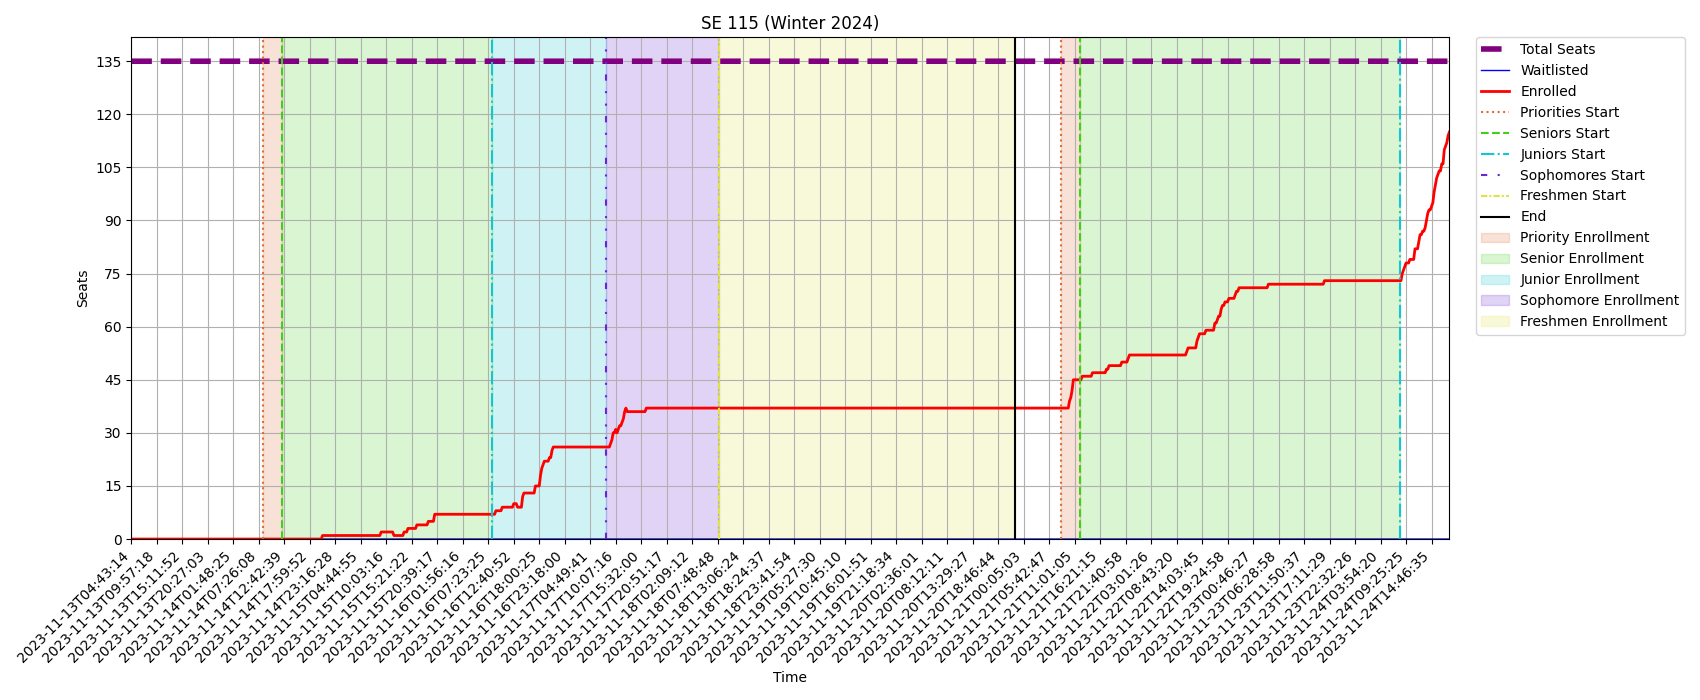 SE 115 (Winter 2024)
Seats
135
120
105
90
75
60
45
30
15
0
2023-11-13T04:43:14
2023-11-13T09:57:18
2023-11-13T15:11:52
2023-11-13T20:27:03
2023-11-14T01:48:25
2023-11-14T07:26:08
2023-11-14T12:42:39
2023-11-14T17:59:52
2023-11-14T23:16:28
2023-11-15T04:44:55
2023-11-15T10:03:16
2023-11-15T15:21:22
2023-11-15T20:39:17
2023-11-16T01:56:16
2023-11-16T07:23:25
2023-11-16T12:40:52
2023-11-16T18:00:25
2023-11-16T23:18:00
2023-11-17T04:49:41
2023-11-17T10:07:16
2023-11-17T15:32:00
2023-11-17T20:51:17
2023-11-18T02:09:12
2023-11-18T07:48:48
2023-11-18T13:06:24
2023-11-18T18:24:37
2023-11-18T23:41:54
2023-11-19T05:27:30
2023-11-19T10:45:10
2023-11-19T16:01:51
2023-11-19T21:18:34
2023-11-20T02:36:01
2023-11-20T08:12:11
2023-11-20T13:29:27
2023-11-20T18:46:44
2023-11-21T00:05:03
2023-11-21T05:42:47
2023-11-21T11:01:05
2023-11-21T16:21:15
2023-11-21T21:40:58
2023-11-22T03:01:26
2023-11-22T08:43:20
2023-11-22T14:03:45
2023-11-22T19:24:58
2023-11-23T00:46:27
2023-11-23T06:28:58
2023-11-23T11:50:37
2023-11-23T17:11:29
2023-11-23T22:32:26
2023-11-24T03:54:20
2023-11-24T09:25:25
2023-11-24T14:46:35
Time
Total Seats
Waitlisted
Enrolled
Priorities Start
Seniors Start
Juniors Start
Sophomores Start
Freshmen Start
End
Priority Enrollment
Senior Enrollment
Junior Enrollment
Sophomore Enrollment
Freshmen Enrollment